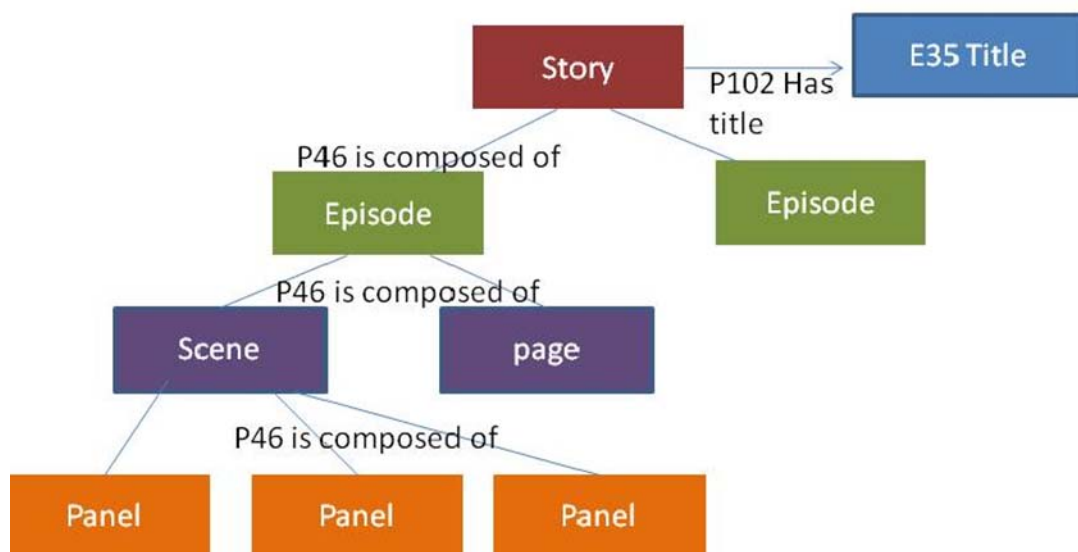 Story
E35 Title
P102 Has
title
P46 is composed of
Episode
Episode
P46 is composed of
Scene
page
P46 is composed of
Panel
Panel
Panel